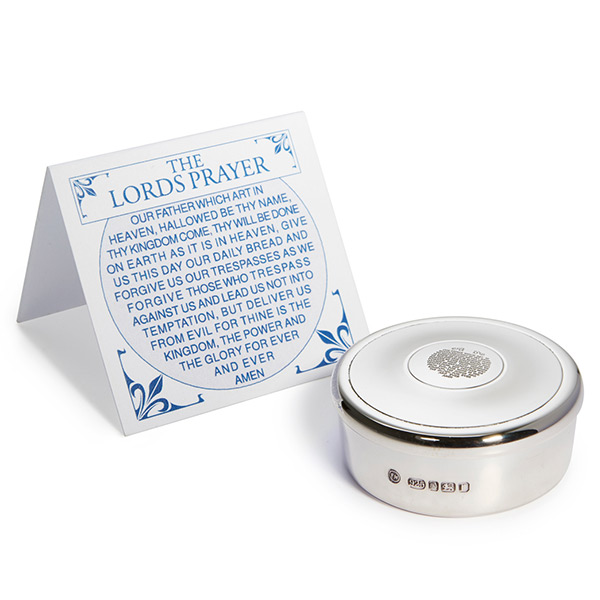 THE
LORDS PRAYER
OUR FATHER WHICH ART IN
HEAVEN, HALLOWED BE THY NAME,
THY KINGDOM COME, THY WILL BE DONE
ON EARTH AS IT IS IN HEAVEN, GIVE
US THIS DAY OUR DAILY BREAD AND
FORGIVE US OUR TRESPASSES AS WE
FORGIVE THOSE WHO TRESPASS
AGAINST US AND LEAD US NOT INTO
TEMPTATION, BUT DELIVER US
FROM EVIL FOR THINE IS THE
KINGDOM, THE POWER AND
THE GLORY FOR EVER
AND EVER
AMEN
925